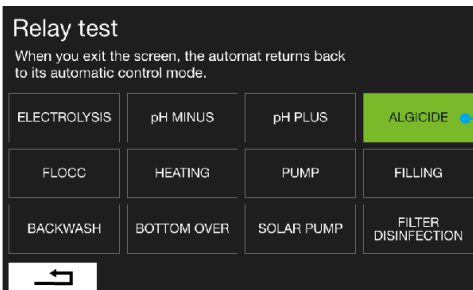 Relay test
When you exit the screen, the automat returns back
to its automatic control mode.
ELECTROLYSIS pH MINUS pH PLUS ALGICIDE
FLOCC HEATING PUMP FILLING
BACKWASH BOTTOM OVER SOLAR PUMP FILTER
DISINFECTION